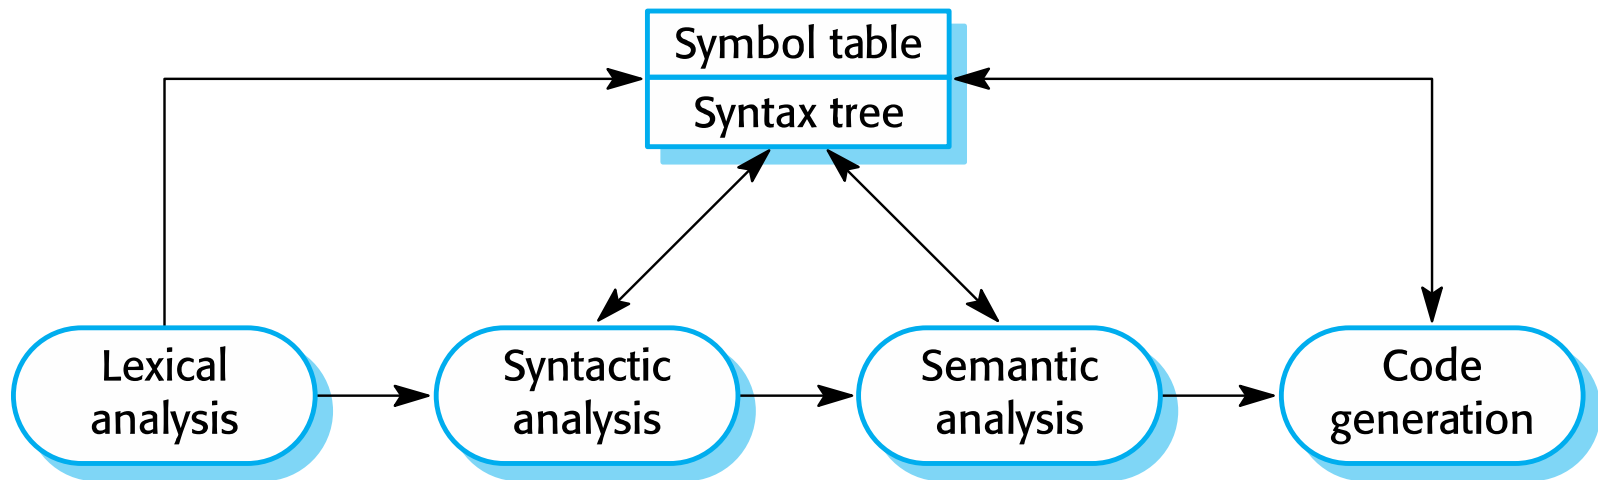 Symbol table
Syntax tree
Lexical
analysis
Syntactic
analysis
Semantic
analysis
Code
generation